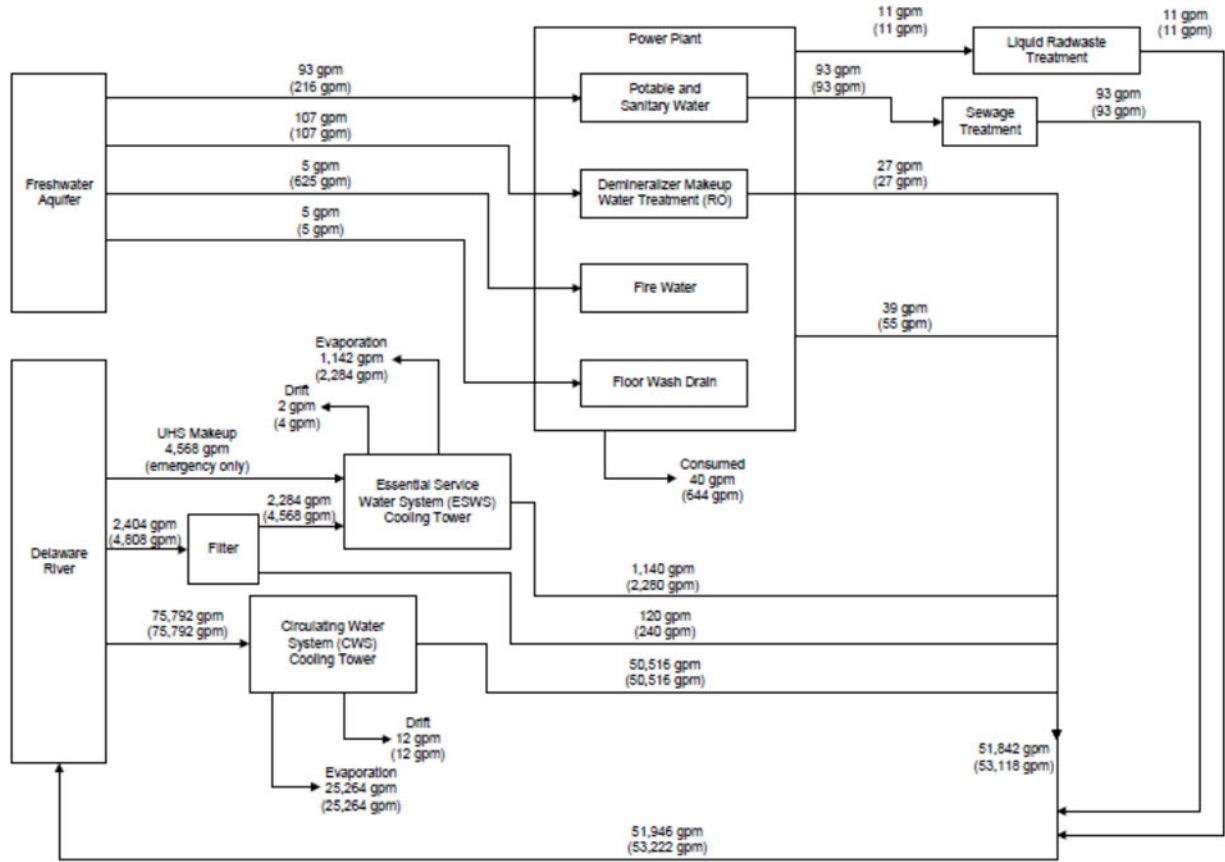 11 gpm
(11 gpm)
11 gpm
(11 gpm)
Power Plant
Liquid Radwaste
Treatment
93 gpm
(216 gpm)
Potable and
Sanitary Water
93 gpm
(93 gpm)
Sewage
Treatment
93 gpm
(93 gpm)
107 gpm
(107 gpm)
Freshwater
Aquifer
5 gpm
(625 gpm)
Demineralizer Makeup
Water Treatment (RO)
27 gpm
(27 gpm)
5 gpm
(5 gpm)
Fire Water
39 gpm
(55 gpm)
Evaporation
1,142 gpm
(2,284 gpm)
Floor Wash Drain
Drift
2 gpm
(4 gpm)
UHS Makeup
4,568 gpm
(emergency only)
Consumed
40 gpm
(644 gpm)
Essential Service
Water System (ESWS)
Cooling Tower
2,284 gpm
(4,568 gpm)
2,404 gpm
(4,808 gpm)
Filter
Delaware
River
1,140 gpm
(2,280 gpm)
75,792 gpm
(75,792 gpm)
Circulating Water
System (CWS)
Cooling Tower
120 gpm
(240 gpm)
50,516 gpm
(50,516 gpm)
Drift
12 gpm
(12 gpm)
51,842 gpm
(53,118 gpm)
Evaporation
25,264 gpm
(25,264 gpm)
51,946 gpm
(53,222 gpm)